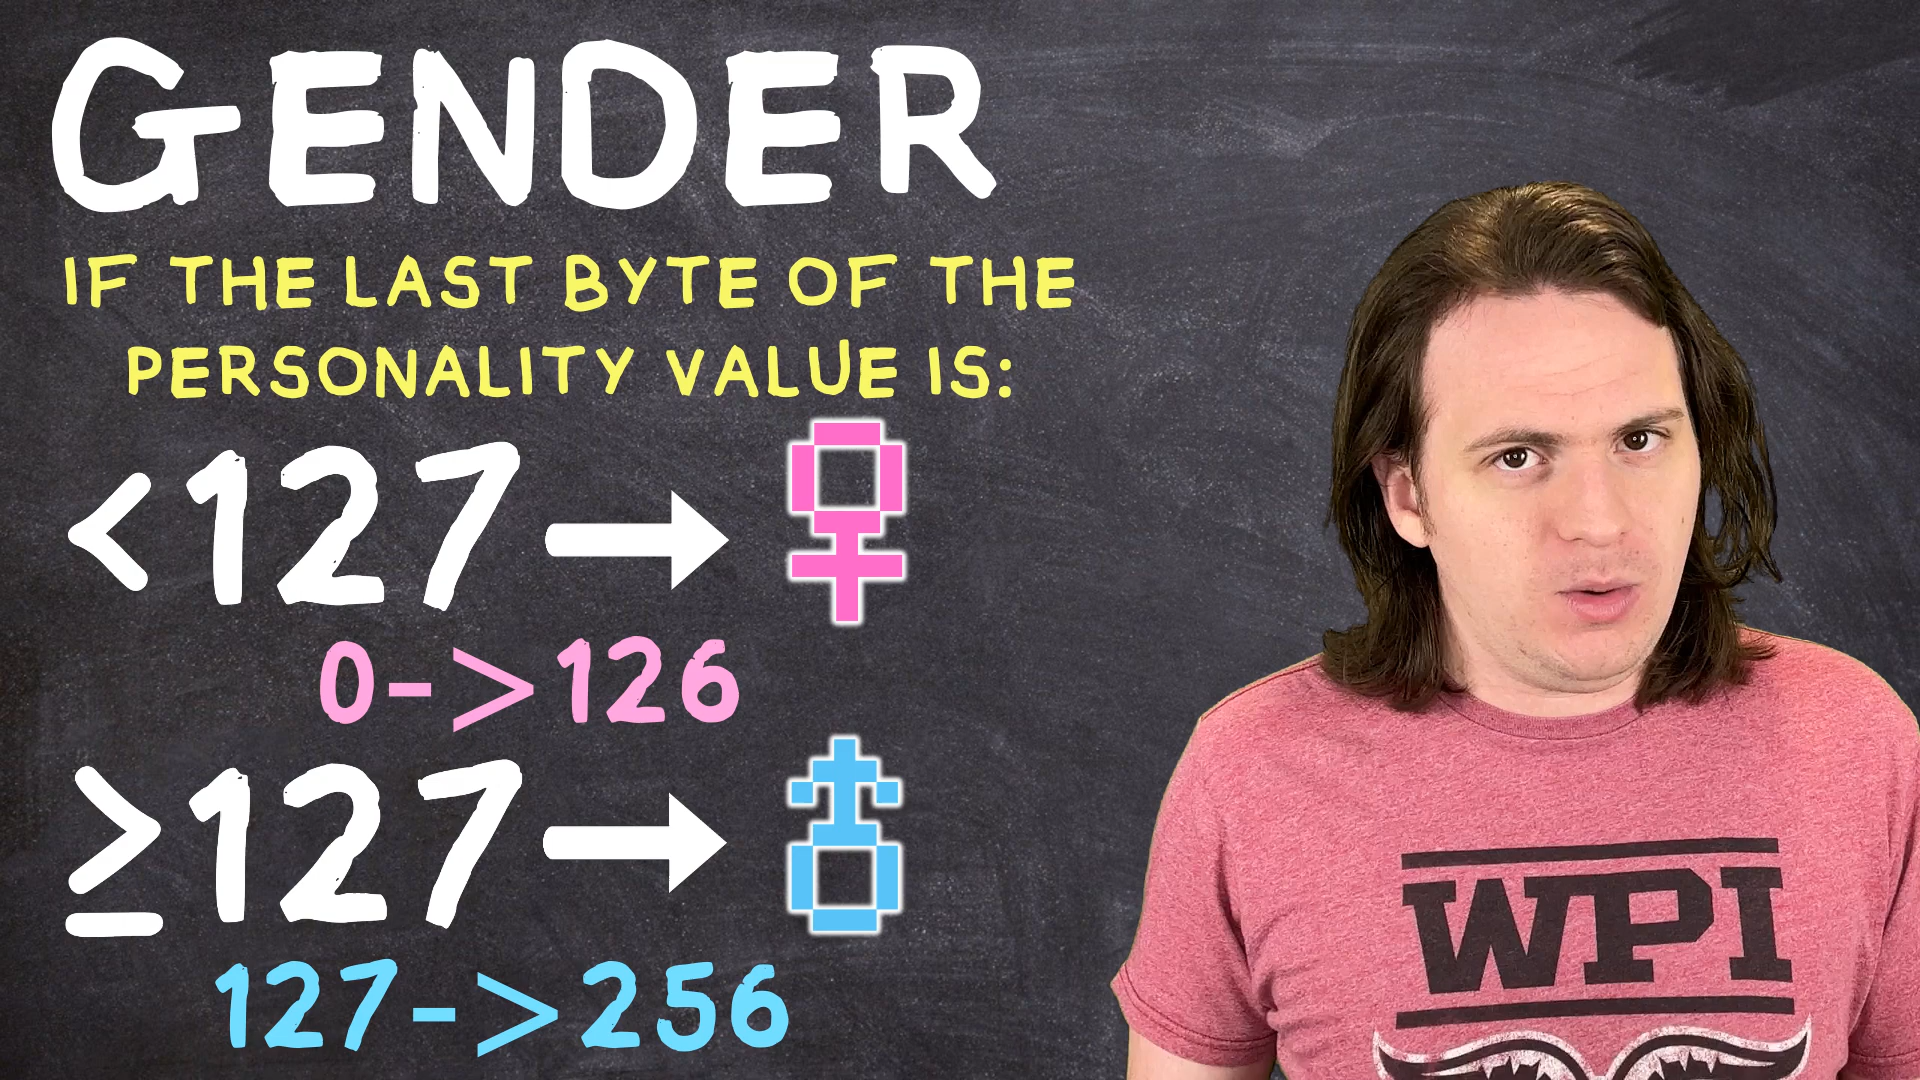 GENDER
IF THE LAST BYTE OF THE
PERSONALITY VALUE IS:
<127 → ♀
0->126
≥127 → ♂
127->256
WPI